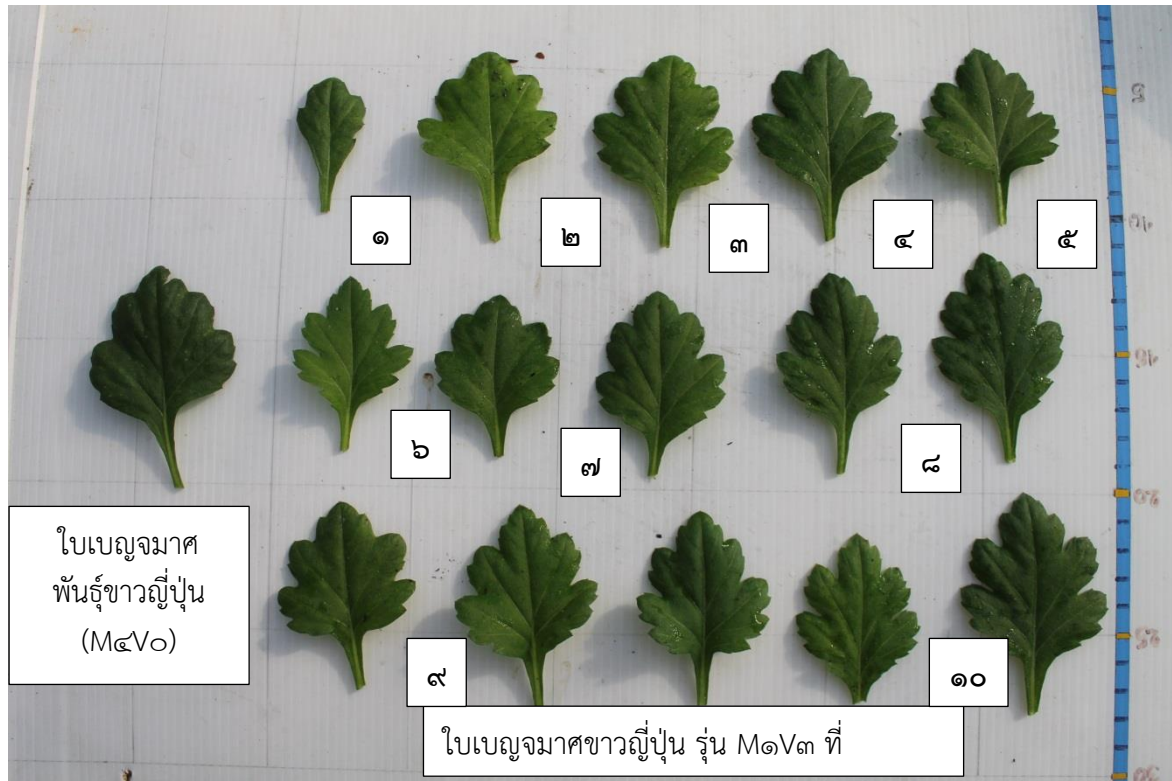 ๑
๒
๓
๔
๕
๖
๗
๘
ใบเบญจมาศ
พันธุ์ขาวญี่ปุ่น
(M๔V๐)
๙
๑๐
ใบเบญจมาศขาวญี่ปุ่น รุ่น M๑V๓ ที่